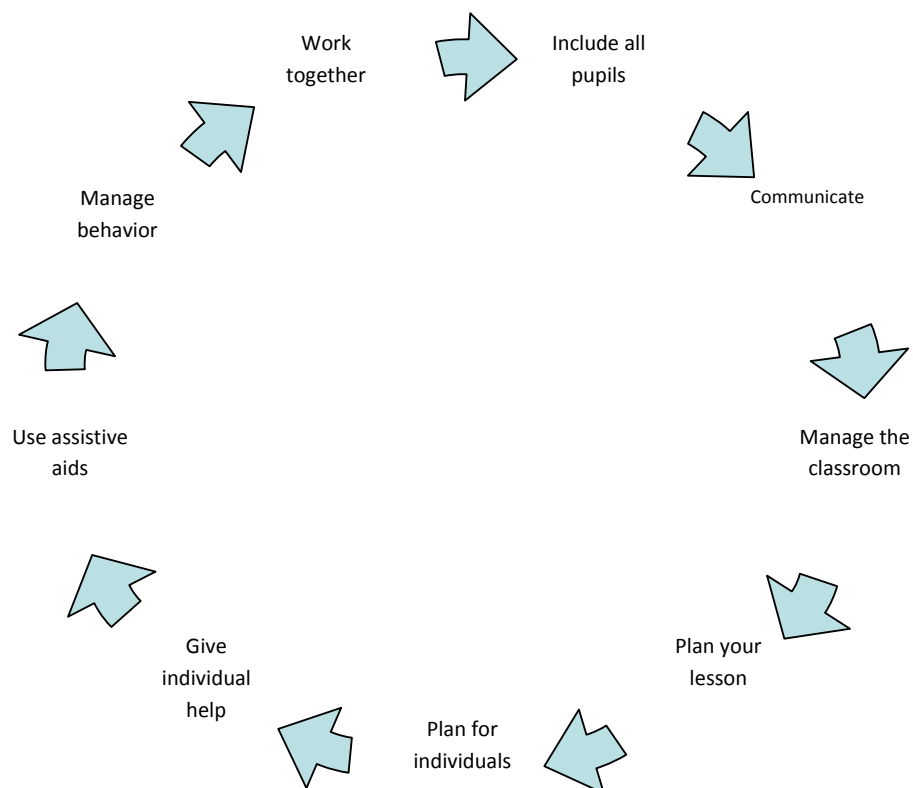 Work
together
Include all
pupils
Communicate
Manage the
classroom
Plan your
lesson
Plan for
individuals
Give
individual
help
Use assistive
aids
Manage
behavior